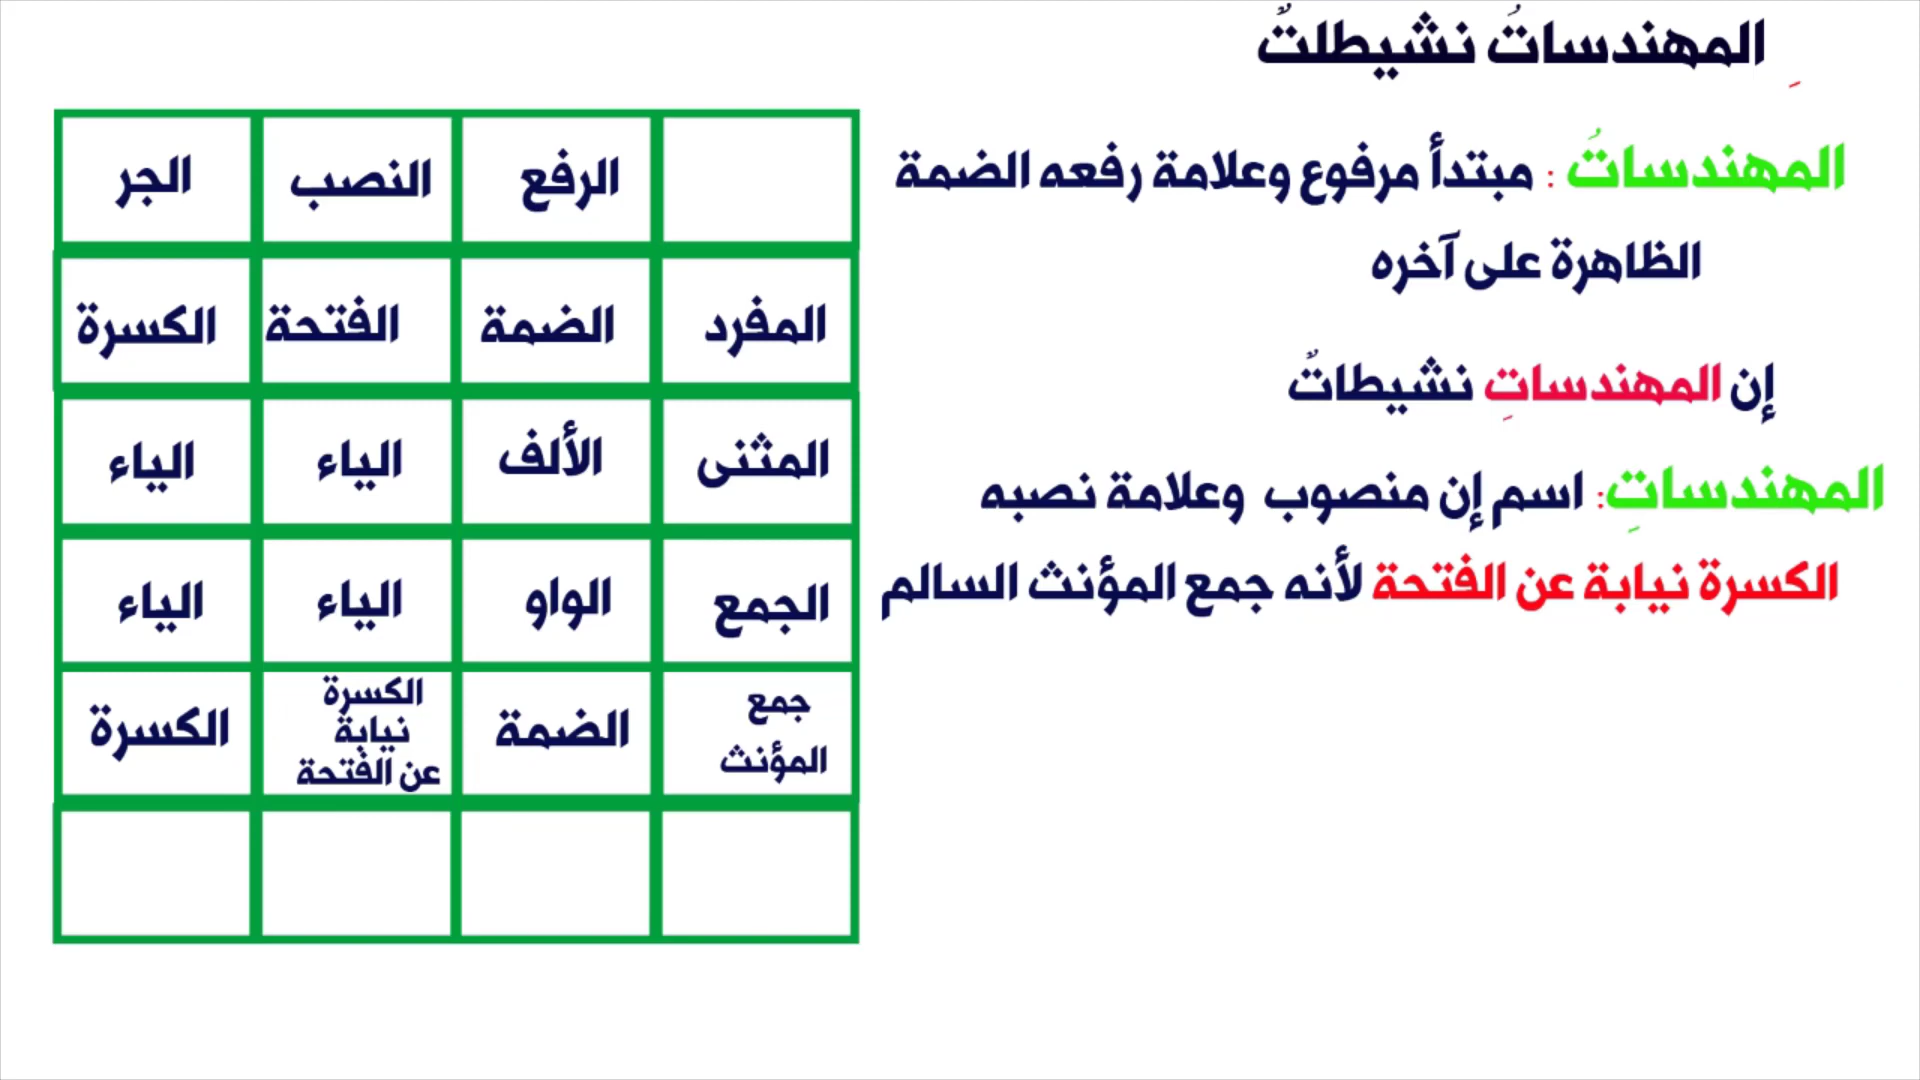 المهندساتُ نشيطلتٌ
المهندساتُ : مبتدأ مرفوع وعلامة رفعه الضمة
الظاهرة على آخره
إن المهندساتِ نشيطاتٌ
المهندساتِ: اسم إن منصوب وعلامة نصبه
الكسرة نيابة عن الفتحة لأنه جمع المؤنث السالم
الرفع النصب الجر
المفرد الضمة الفتحة الكسرة
المثنى الألف الياء الياء
الجمع الواو الياء الياء
جمع
المؤنث
الضمة
الكسرة
نيابة
عن الفتحة
الكسرة